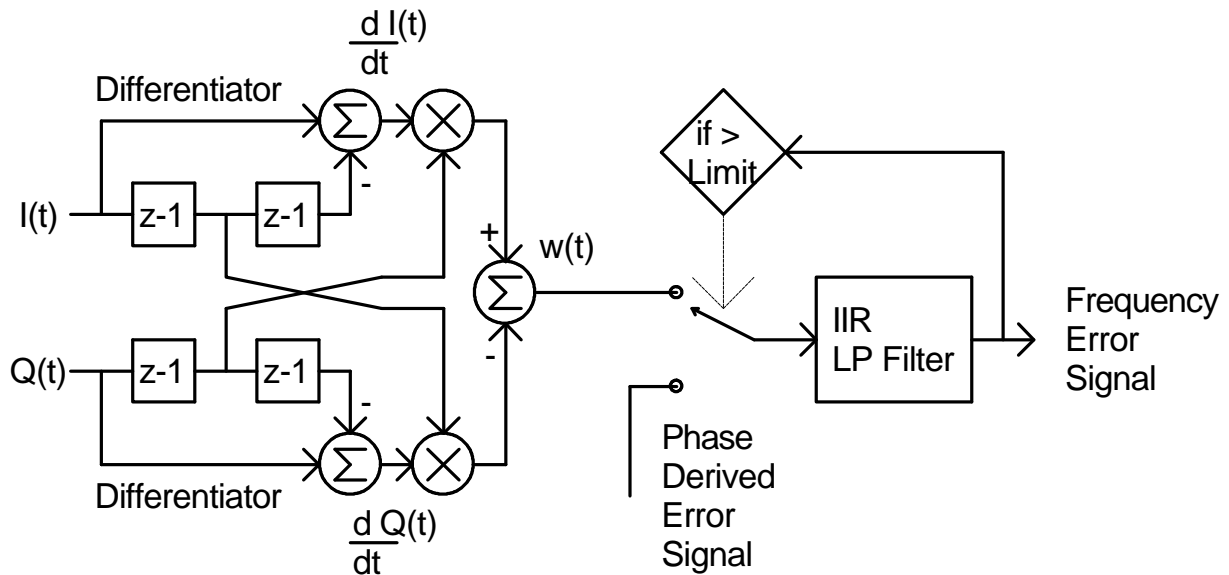 d I(t)
dt
Differentiator
Σ
-
I(t)
z-1
z-1
Q(t)
z-1
z-1
-
Σ
Differentiator
d Q(t)
dt
+
Σ
-
w(t)
if >
Limit
IIR
LP Filter
Frequency
Error
Signal
Phase
Derived
Error
Signal